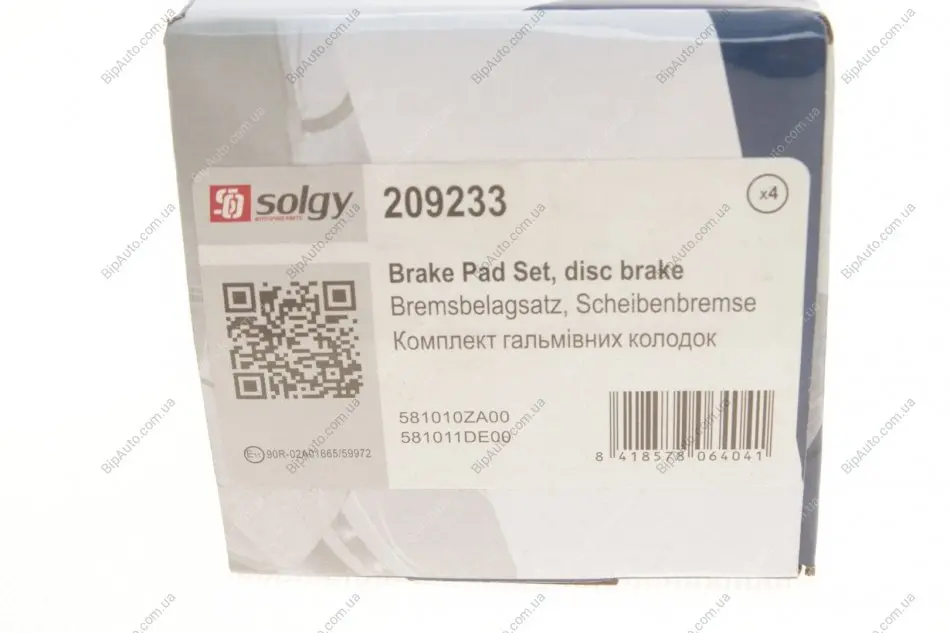 solgy
209233
x4
Brake Pad Set, disc brake
Bremsbelagsatz, Scheibenbremse
Комплект гальмівних колодок
581010ZA00
581011DE00
90R-02A01865/59972
8 418578 064041
BipAuto.com.ua